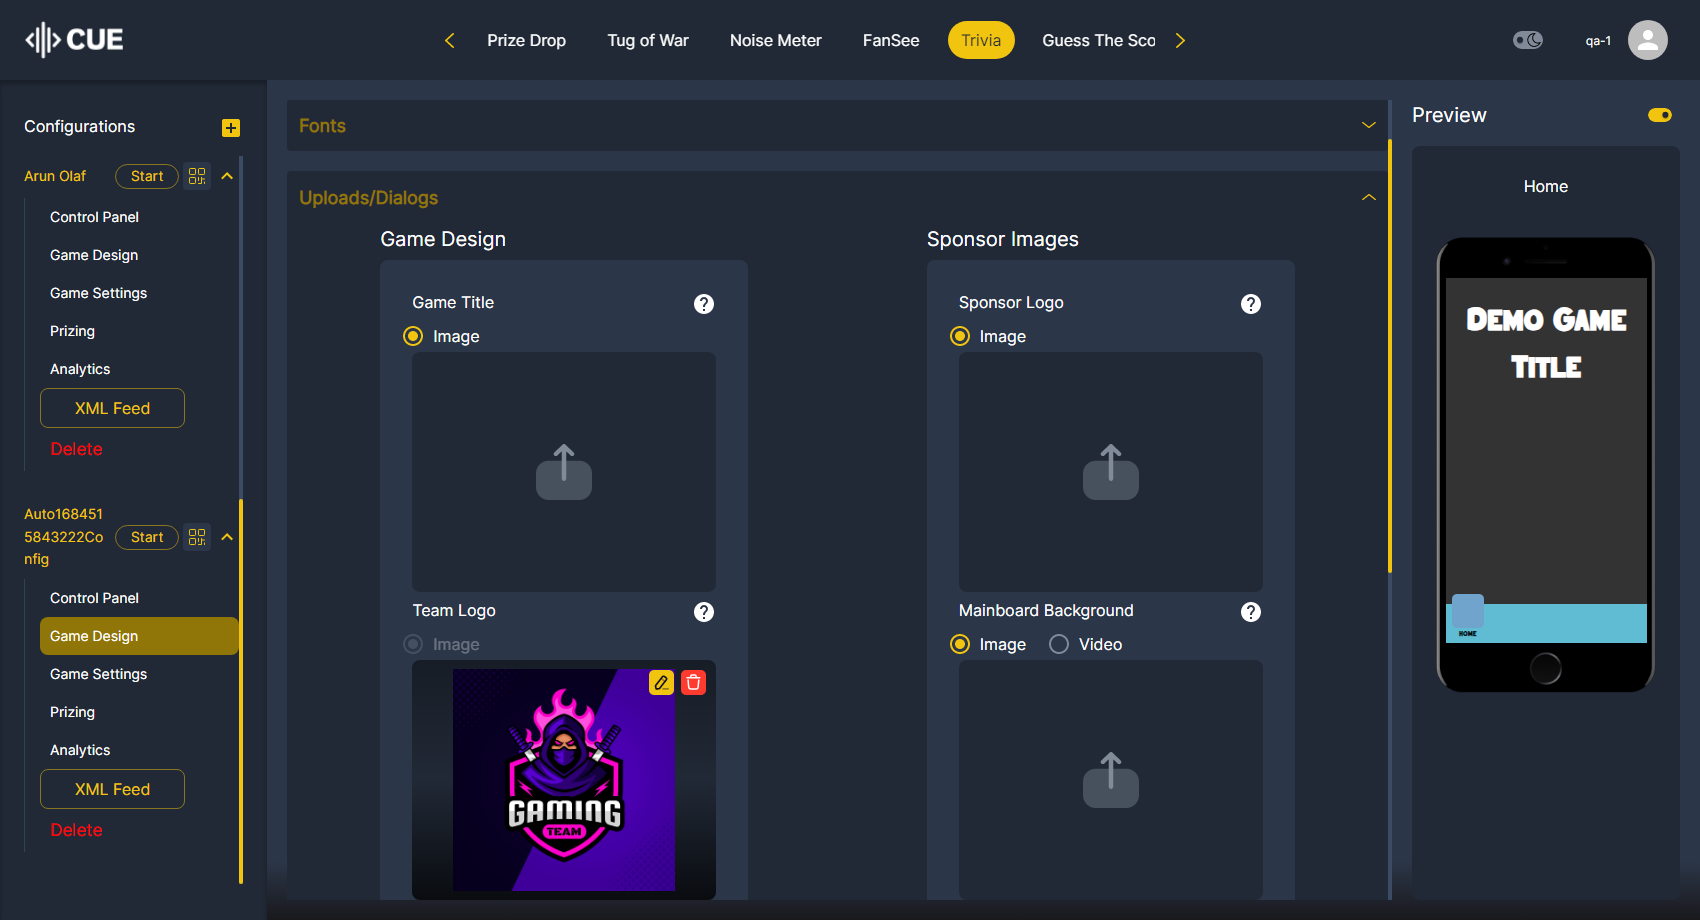 CUE
Prize Drop
Tug of War
Noise Meter
FanSee
Trivia
Guess The Sco
qa-1
Configurations
Arun Olaf
Start
Control Panel
Game Design
Game Settings
Prizing
Analytics
XML Feed
Delete
Auto168451
5843222Co
nfig
Start
Control Panel
Game Design
Game Settings
Prizing
Analytics
XML Feed
Delete
Fonts
Uploads/Dialogs
Game Design
Game Title
Image
Team Logo
Image
GAMING
TEAM
Sponsor Images
Sponsor Logo
Image
Mainboard Background
Image
Video
Preview
Home
Demo Game
Title
HOME